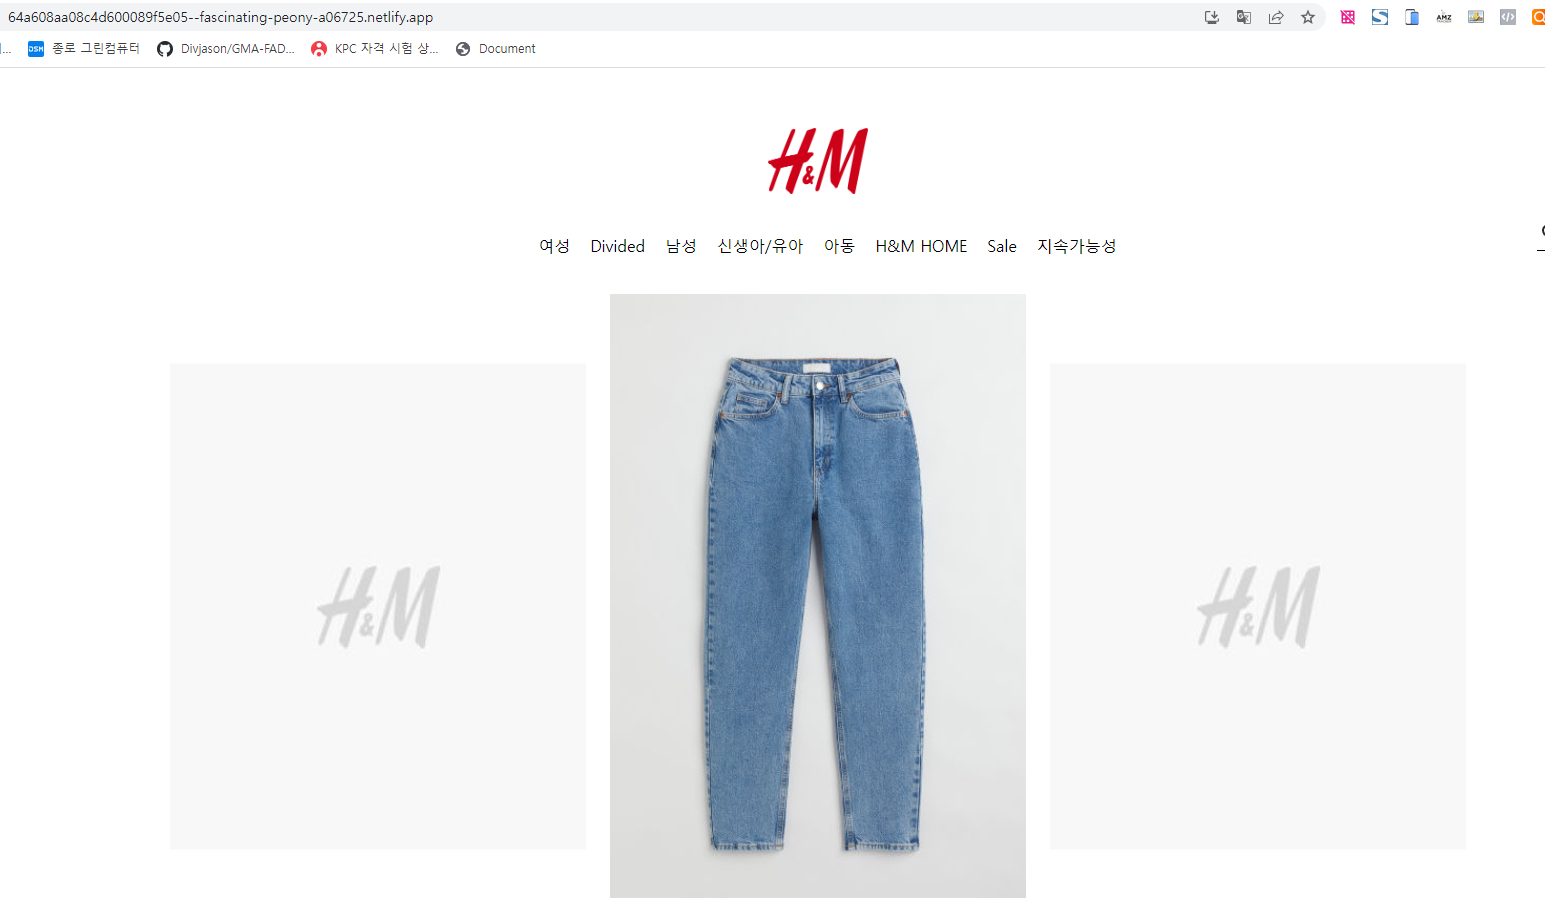 64a608aa08c4d600089f5e05--fascinating-peony-a06725.netlify.app
AMZ
... DSM 종로 그린컴퓨터 Divjason/GMA-FAD... KPC 자격 시험 상... Document
H&M
여성 Divided 남성 신생아/유아 아동 H&M HOME Sale 지속가능성
H&M
H&M